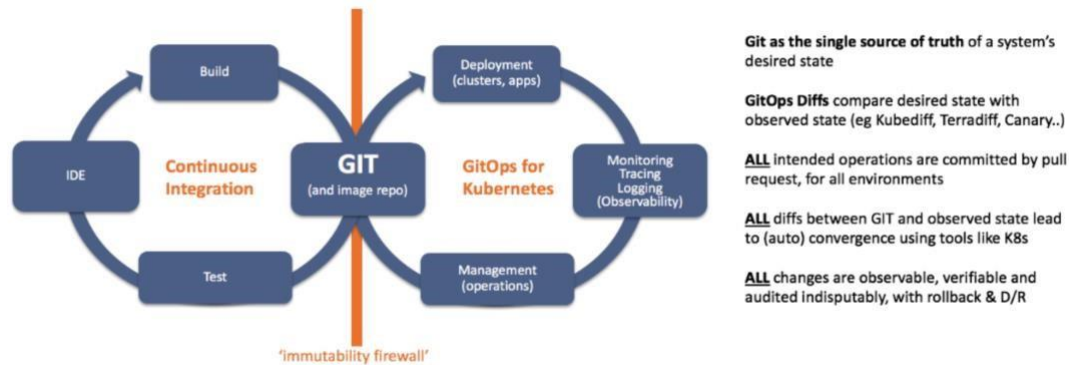 Build
IDE
Continuous
Integration
Test
GIT
(and image repo)
Deployment
(clusters, apps)
GitOps for
Kubernetes
Monitoring
Tracing
Logging
(Observability)
Management
(operations)
'immutability firewall'
Git as the single source of truth of a system's
desired state
GitOps Diffs compare desired state with
observed state (eg Kubediff, Terradiff, Canary..)
ALL intended operations are committed by pull
request, for all environments
ALL diffs between GIT and observed state lead
to (auto) convergence using tools like K8s
ALL changes are observable, verifiable and
audited indisputably, with rollback & D/R